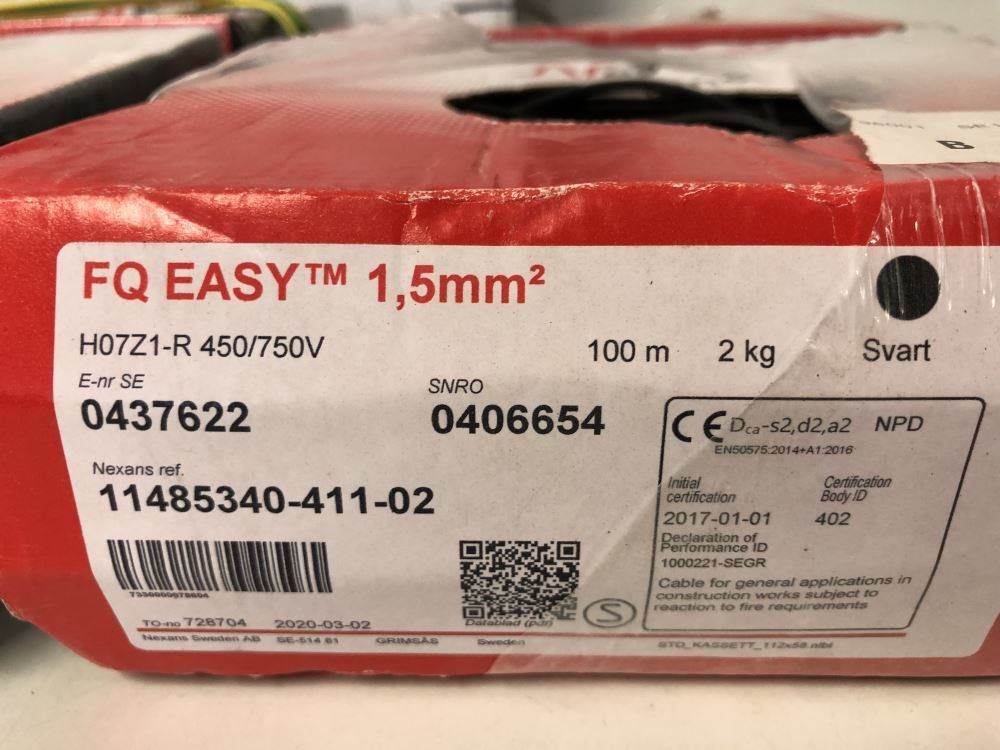 B
FQ EASY™ 1,5mm²
H07Z1-R 450/750V
100 m 2 kg Svart
E-nr SE
0437622
SNRO
0406654
Nexans ref.
11485340-411-02
CE Dca-s2,d2,a2 NPD
EN50575:2014+A1:2016
Initial certification
Certification Body ID
2017-01-01 402
Declaration of
Performance ID
1000221-SEGR
Cable for general applications in
construction works subject to
reaction to fire requirements
S
Datablad (pdf)
TO-no 728704 2020-03-02
Nexans Sweden AB SE-514 81 GRIMSÅS Sweden
STD_KASSETT_112x58.nlbl